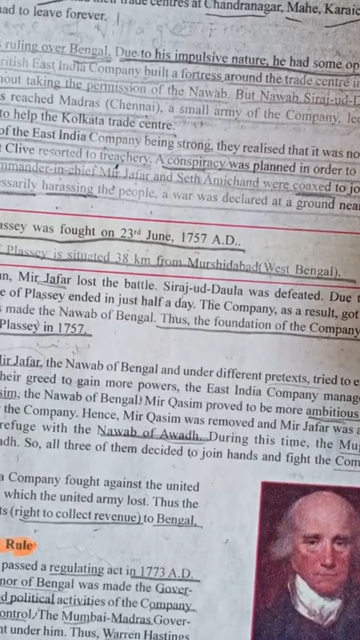 trade centres at Chandranagar, Mahe, Karaic
had to leave forever.
ruling over Bengal. Due to his impulsive nature, he had some op
ritish East India Company built a fortress around the trade centre i
hout taking the permission of the Nawab. But Nawab Siraj-ud-
s reached Madras (Chennai), a small army of the Company, le
to help the Kolkata trade centre.
of the East India Company being strong, they realised that it was no
t Clive resorted to treachery. A conspiracy was planned in order to
mmander-in-chief Mir Jafar and Seth Amichand were coaxed to jo
ssarily harassing the people, a war was declared at a ground near
assey was fought on 23rd June, 1757 A.D..
Plassey is situated 38 km from Murshidabad(West Bengal).
an, Mir Jafar lost the battle. Siraj-ud-Daula was defeated. Due
e of Plassey ended in just half a day. The Company, as a result, got
s made the Nawab of Bengal. Thus, the foundation of the Company
Plassey in 1757.
Mir Jafar, the Nawab of Bengal and under different pretexts, tried to e
heir greed to gain more powers, the East India Company manag
sim, the Nawab of Bengal) Mir Qasim proved to be more ambitious
the Company. Hence, Mir Qasim was removed and Mir Jafar was a
refuge with the Nawab of Awadh. During this time, the Mu
adh. So, all three of them decided to join hands and fight the Com
a Company fought against the united
which the united army lost. Thus the
ts (right to collect revenue) to Bengal,
Rule
passed a regulating act in 1773 A.D.
nor of Bengal was made the Gover-
d political activities of the Company
ontrol/The Mumbai-Madras Gover-
nt under him. Thus, Warren Hastings